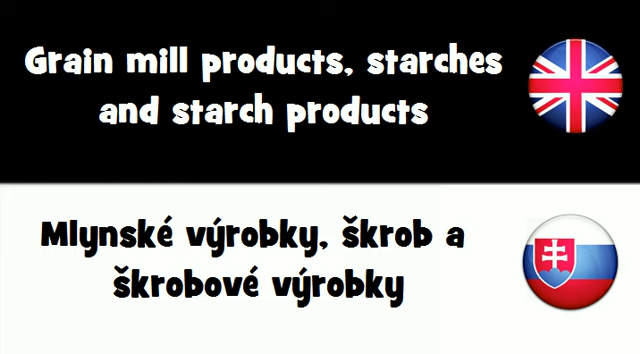 Grain mill products, starches
and starch products
Mlynské výrobky, škrob a
škrobové výrobky